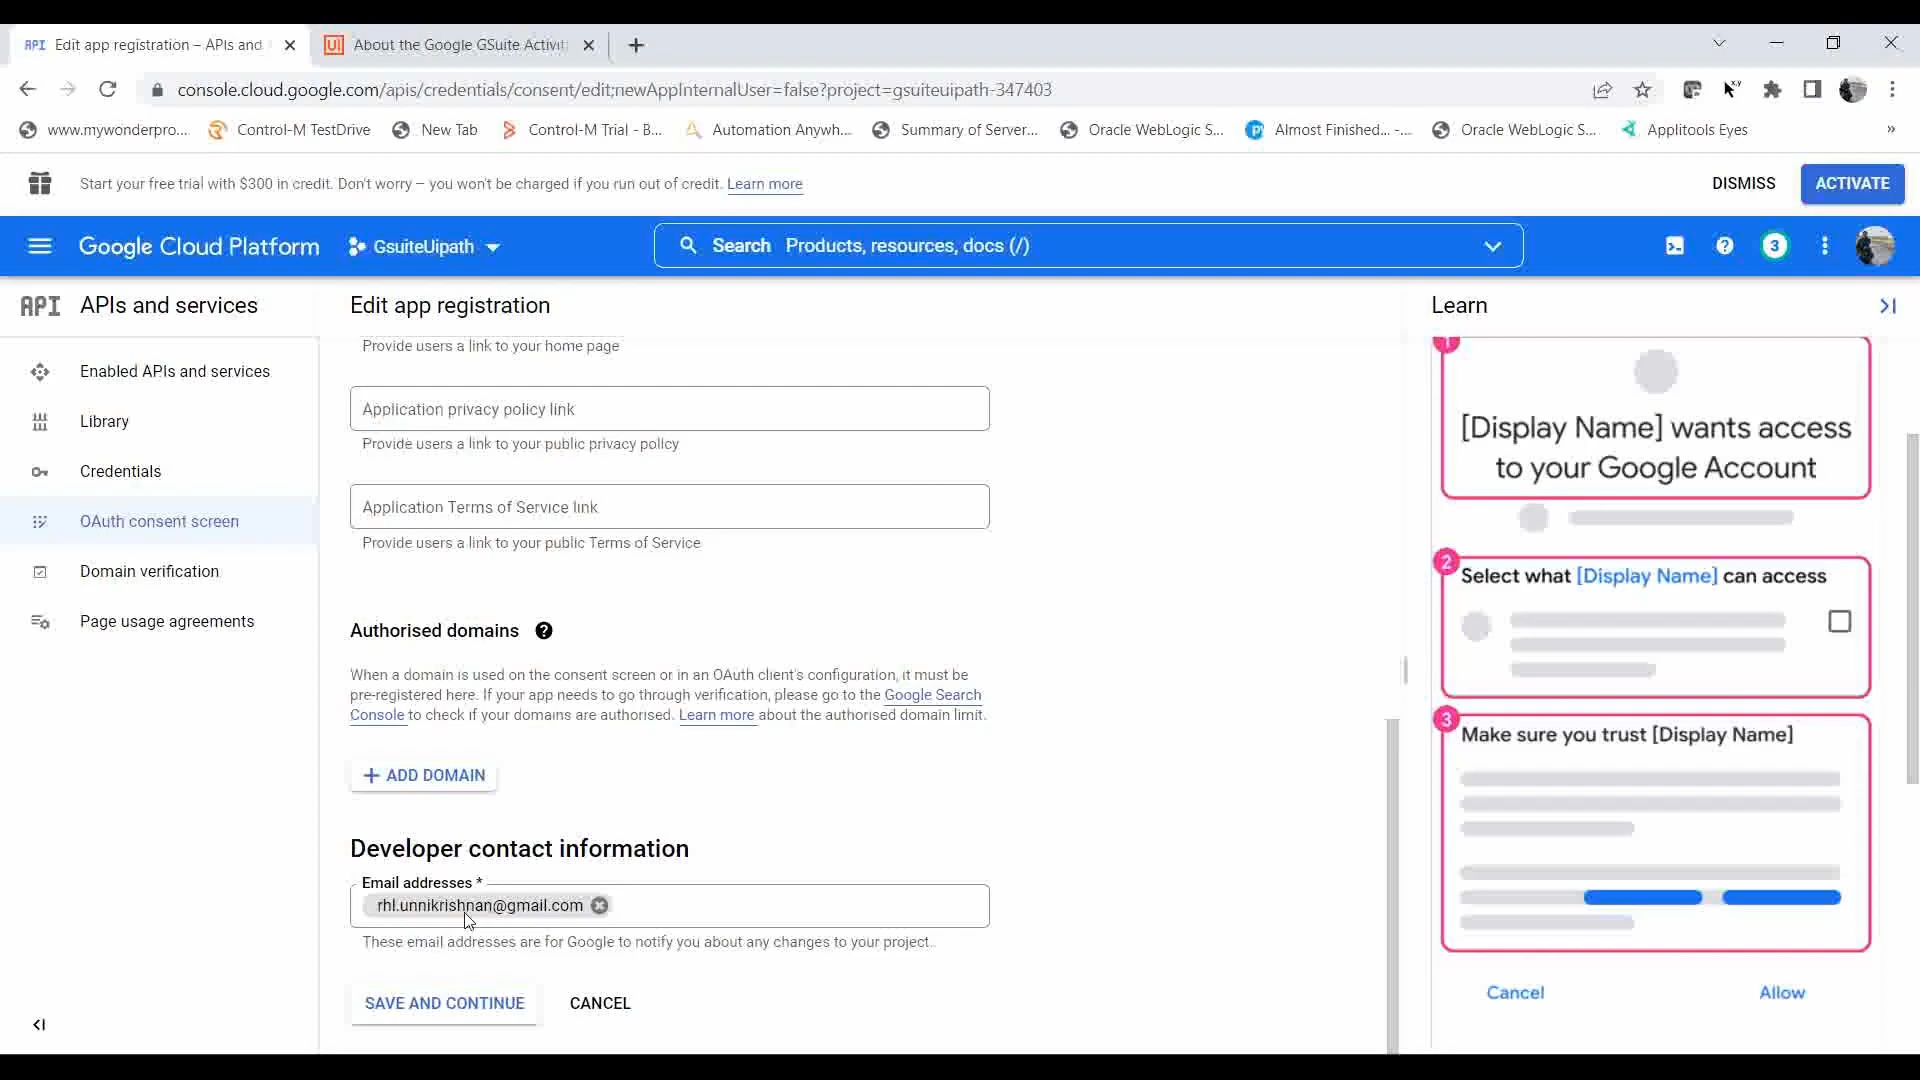 API Edit app registration – APIs and
UI About the Google GSuite Activit
console.cloud.google.com/apis/credentials/consent/edit;newAppInternalUser=false?project=gsuiteuipath-347403
www.mywonderpro... Control-M TestDrive New Tab Control-M Trial - B... Automation Anywh... Summary of Server... Oracle WebLogic S... Almost Finished... -... Oracle WebLogic S... Applitools Eyes »
Start your free trial with $300 in credit. Don't worry – you won't be charged if you run out of credit. Learn more
DISMISS ACTIVATE
Google Cloud Platform GsuiteUipath Search Products, resources, docs (/) ? 3
API APIs and services
Enabled APIs and services
Library
Credentials
OAuth consent screen
Domain verification
Page usage agreements
Edit app registration
Provide users a link to your home page
Application privacy policy link
Provide users a link to your public privacy policy
Application Terms of Service link
Provide users a link to your public Terms of Service
Authorised domains ?
When a domain is used on the consent screen or in an OAuth client's configuration, it must be
pre-registered here. If your app needs to go through verification, please go to the Google Search
Console to check if your domains are authorised. Learn more about the authorised domain limit.
+ ADD DOMAIN
Developer contact information
Email addresses *
rhl.unnikrishnan@gmail.com
These email addresses are for Google to notify you about any changes to your project.
SAVE AND CONTINUE CANCEL
Learn
1
[Display Name] wants access
to your Google Account
2
Select what [Display Name] can access
3
Make sure you trust [Display Name]
Cancel Allow